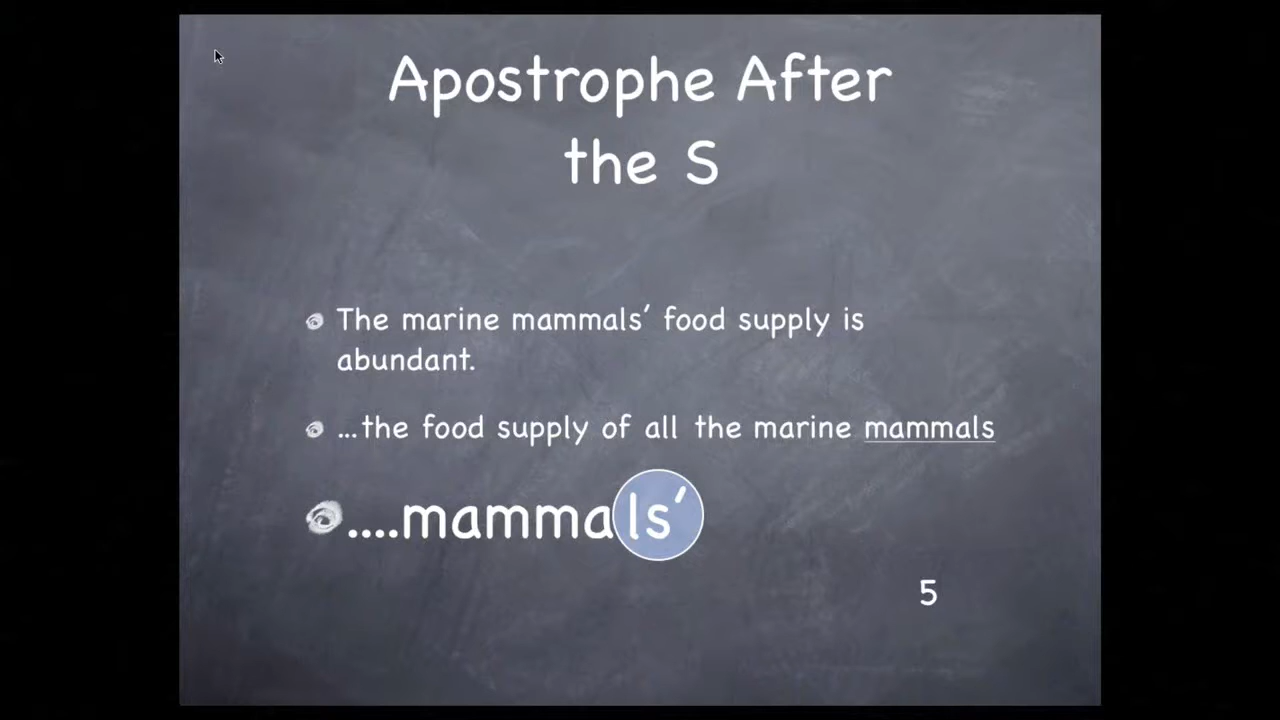 Apostrophe After
the S
The marine mammals’ food supply is
abundant.
...the food supply of all the marine mammals
....mammals’
5